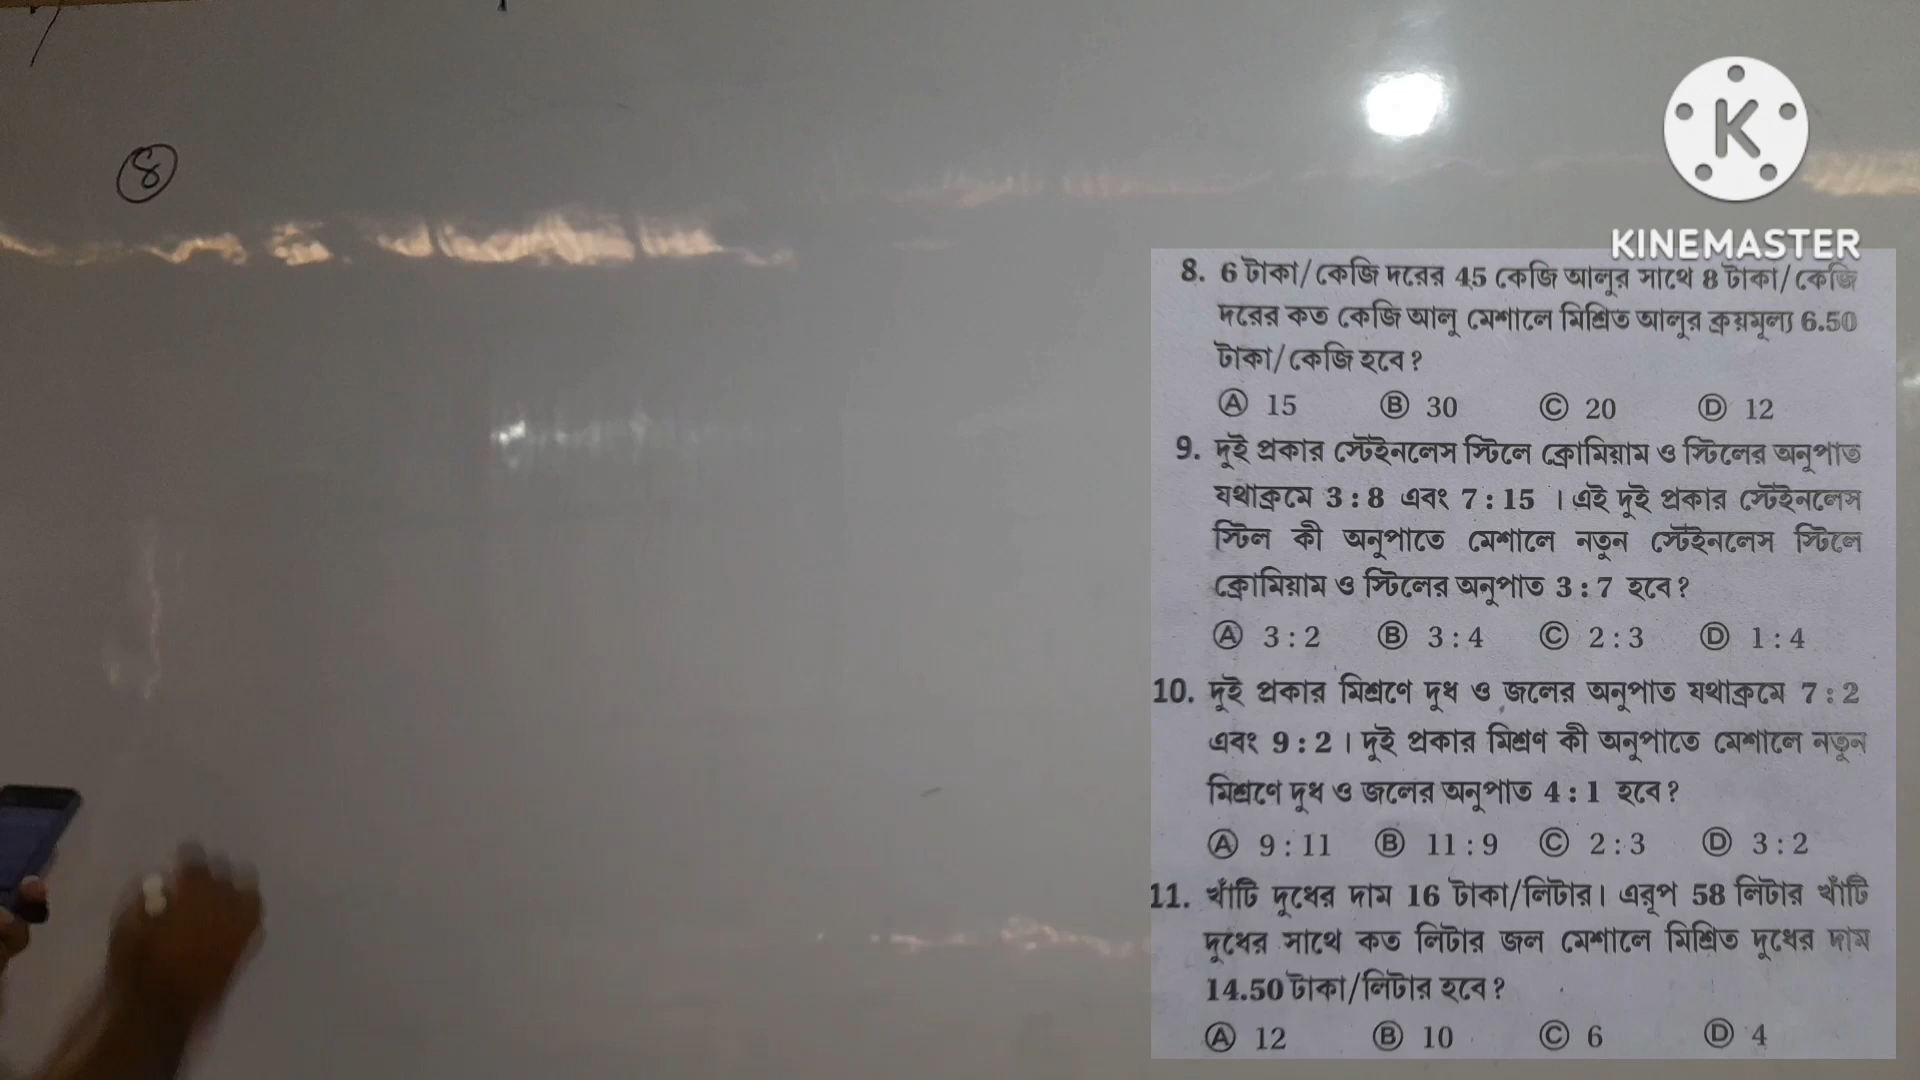 8
KINEMASTER
8. 6 টাকা/কেজি দরের 45 কেজি আলুর সাথে 8 টাকা/কেজি
দরের কত কেজি আলু মেশালে মিশ্রিত আলুর ক্রয়মূল্য 6.50
টাকা/কেজি হবে?
Ⓐ 15 Ⓑ 30 Ⓒ 20 Ⓓ 12
9. দুই প্রকার স্টেইনলেস স্টিলে ক্রোমিয়াম ও স্টিলের অনুপাত
যথাক্রমে 3 : 8 এবং 7 : 15 । এই দুই প্রকার স্টেইনলেস
স্টিল কী অনুপাতে মেশালে নতুন স্টেইনলেস স্টিলে
ক্রোমিয়াম ও স্টিলের অনুপাত 3 : 7 হবে?
Ⓐ 3 : 2 Ⓑ 3 : 4 Ⓒ 2 : 3 Ⓓ 1 : 4
10. দুই প্রকার মিশ্রণে দুধ ও জলের অনুপাত যথাক্রমে 7 : 2
এবং 9 : 2 । দুই প্রকার মিশ্রণ কী অনুপাতে মেশালে নতুন
মিশ্রণে দুধ ও জলের অনুপাত 4 : 1 হবে?
Ⓐ 9 : 11 Ⓑ 11 : 9 Ⓒ 2 : 3 Ⓓ 3 : 2
11. খাঁটি দুধের দাম 16 টাকা/লিটার। এরূপ 58 লিটার খাঁটি
দুধের সাথে কত লিটার জল মেশালে মিশ্রিত দুধের দাম
14.50 টাকা/লিটার হবে?
Ⓐ 12 Ⓑ 10 Ⓒ 6 Ⓓ 4